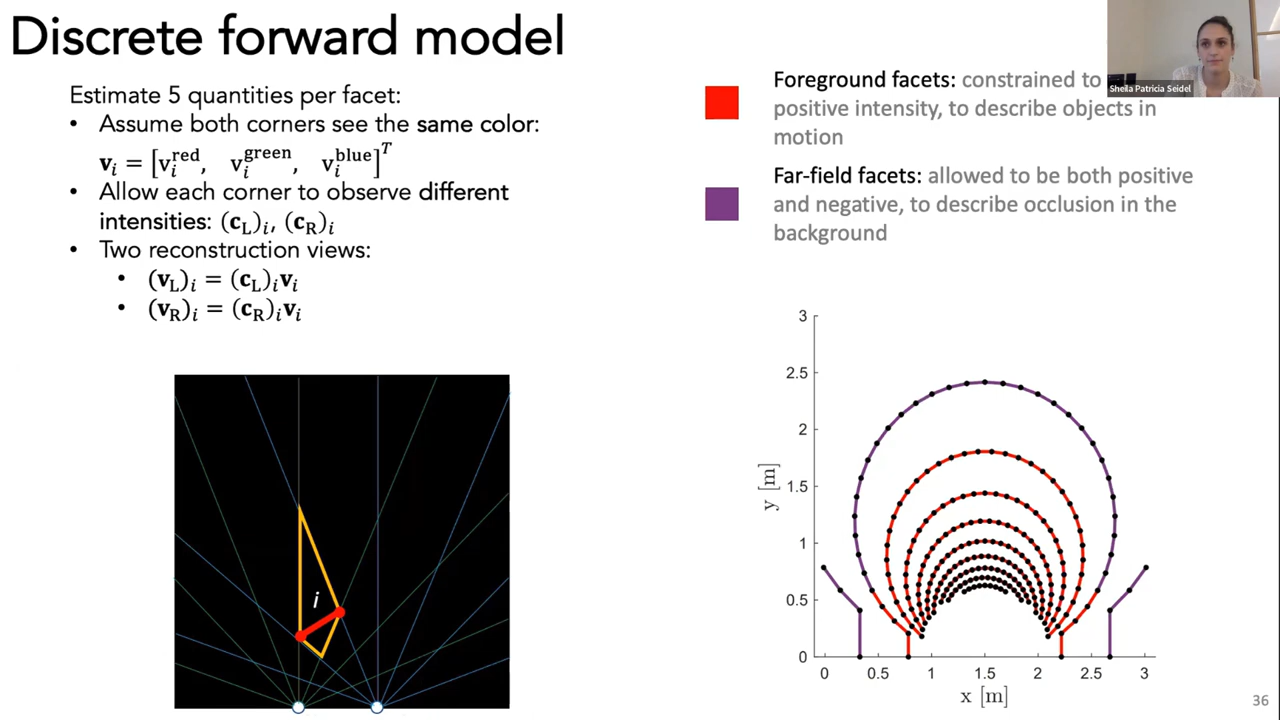 Discrete forward model
Estimate 5 quantities per facet:
• Assume both corners see the same color:
v_i = [v_i^red, v_i^green, v_i^blue]^T
• Allow each corner to observe different
intensities: (c_L)_i, (c_R)_i
• Two reconstruction views:
• (v_L)_i = (c_L)_i v_i
• (v_R)_i = (c_R)_i v_i
i
Foreground facets: constrained to
positive intensity, to describe objects in
motion
Far-field facets: allowed to be both positive
and negative, to describe occlusion in the
background
Sheila Patricia Seidel
3
2.5
2
1.5
1
0.5
0
y [m]
0 0.5 1 1.5 2 2.5 3
x [m]
36